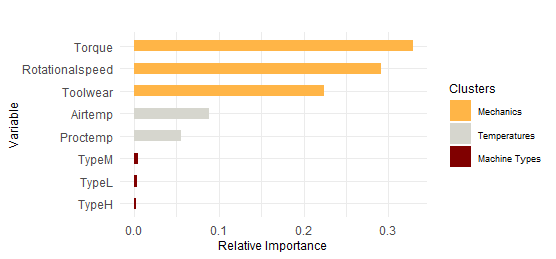 Torque
Rotationalspeed
Toolwear
Airtemp
Proctemp
TypeM
TypeL
TypeH
Variable
0.0 0.1 0.2 0.3
Relative Importance
Clusters
Mechanics
Temperatures
Machine Types